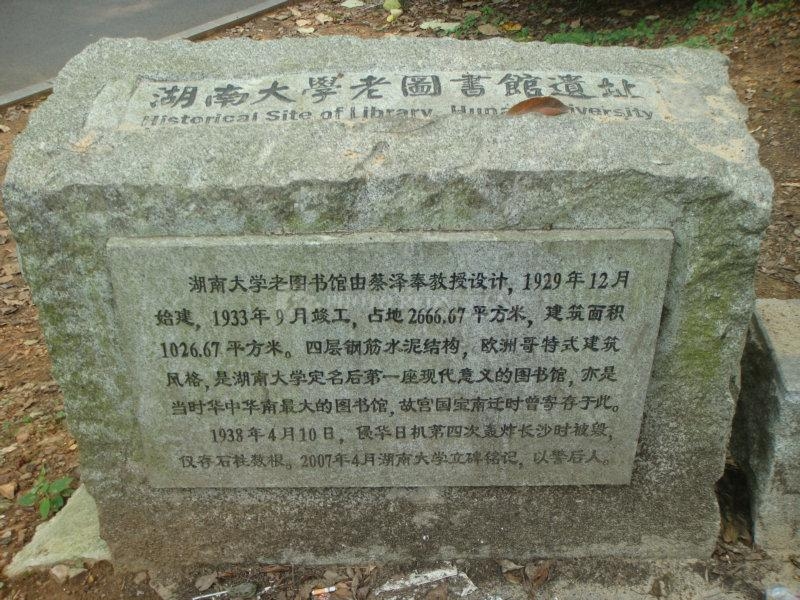 湖南大學老圖書館遺址
Historical Site of Library, Hunan University
湖南大学老图书馆由蔡泽奉教授设计，1929年12月
始建，1933年9月竣工，占地2666.67平方米，建筑面积
1026.67平方米。四层钢筋水泥结构，欧洲哥特式建筑
风格，是湖南大学定名后第一座现代意义的图书馆，亦是
当时华中华南最大的图书馆，故宫国宝南迁时曾寄存于此。
1938年4月10日，侵华日机第四次轰炸长沙时被毁，
仅存石柱数根。2007年4月湖南大学立碑铭记，以警后人。